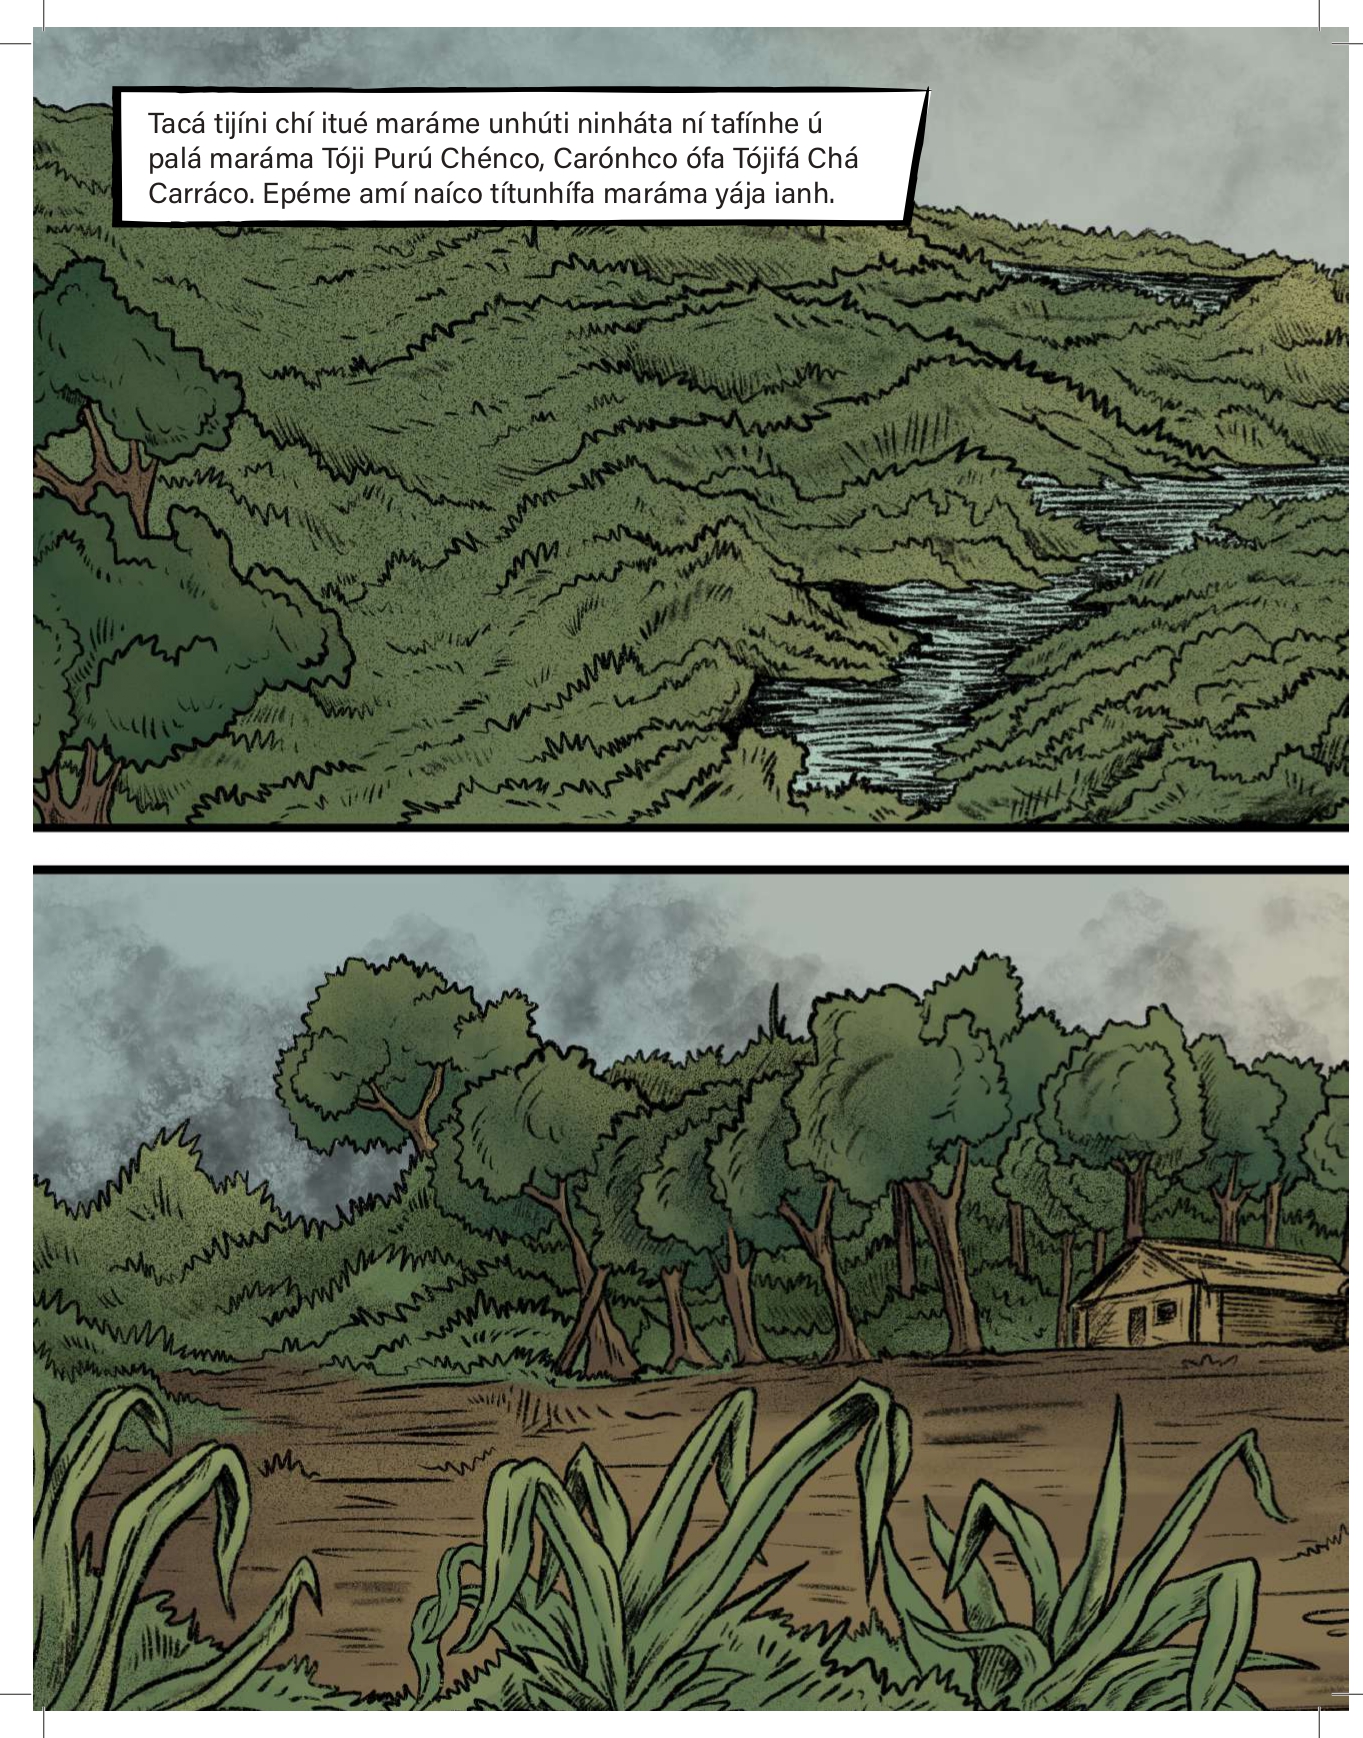 Tacá tijíni chí itué maráme unhúti ninháta ní tafínhe ú
palá maráma Tóji Purú Chénco, Carónhco ófa Tójifá Chá
Carráco. Epéme amí naíco títunhífa maráma yája ianh.